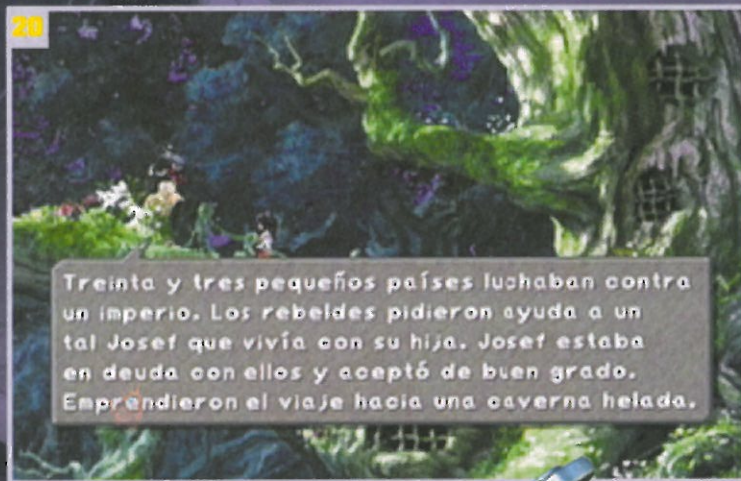 20
Treinta y tres pequeños países luchaban contra
un imperio. Los rebeldes pidieron ayuda a un
tal Josef que vivía con su hija. Josef estaba
en deuda con ellos y aceptó de buen grado.
Emprendieron el viaje hacia una caverna helada.